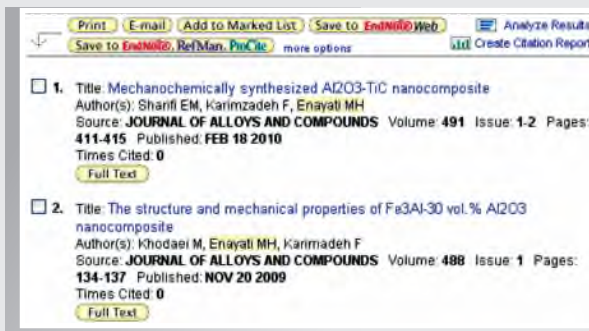 Print E-mail Add to Marked List Save to EndNote Web Analyze Results
Save to EndNote, RefMan, ProCite more options Create Citation Report
1. Title: Mechanochemically synthesized Al2O3-TiC nanocomposite
Author(s): Sharifi EM, Karimzadeh F, Enayati MH
Source: JOURNAL OF ALLOYS AND COMPOUNDS Volume: 491 Issue: 1-2 Pages:
411-415 Published: FEB 18 2010
Times Cited: 0
Full Text
2. Title: The structure and mechanical properties of Fe3Al-30 vol.% Al2O3
nanocomposite
Author(s): Khodaei M, Enayati MH, Karimadeh F
Source: JOURNAL OF ALLOYS AND COMPOUNDS Volume: 488 Issue: 1 Pages:
134-137 Published: NOV 20 2009
Times Cited: 0
Full Text